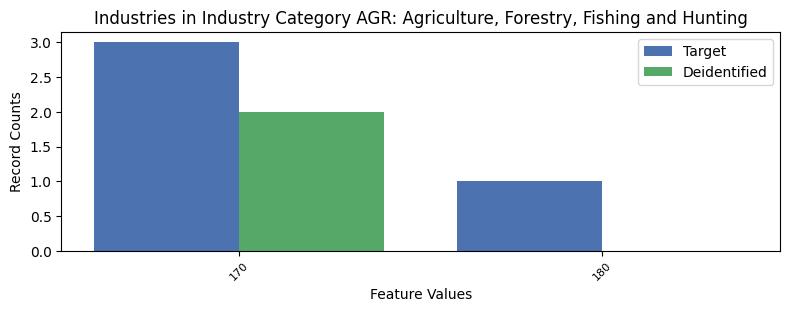 Industries in Industry Category AGR: Agriculture, Forestry, Fishing and Hunting
Target
Deidentified
Record Counts
3.0
2.5
2.0
1.5
1.0
0.5
0.0
170
180
Feature Values